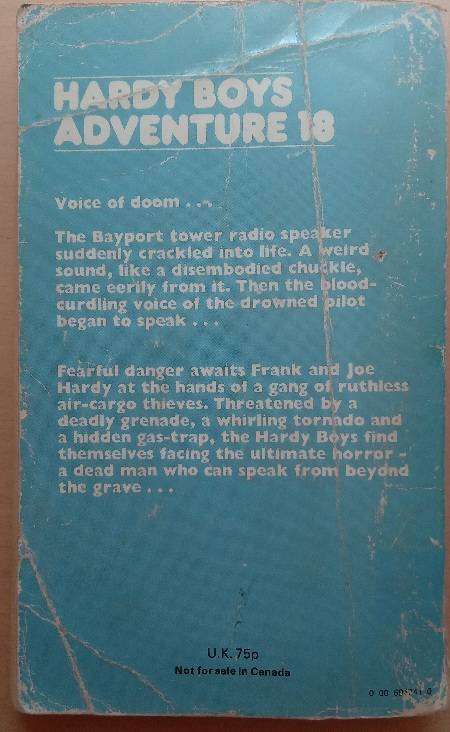 HARDY BOYS
ADVENTURE 18
Voice of doom . . .
The Bayport tower radio speaker
suddenly crackled into life. A weird
sound, like a disembodied chuckle,
came eerily from it. Then the blood-
curdling voice of the drowned pilot
began to speak . . .
Fearful danger awaits Frank and Joe
Hardy at the hands of a gang of ruthless
air-cargo thieves. Threatened by a
deadly grenade, a whirling tornado and
a hidden gas-trap, the Hardy Boys find
themselves facing the ultimate horror –
a dead man who can speak from beyond
the grave . . .
U.K. 75p
Not for sale in Canada
0 00